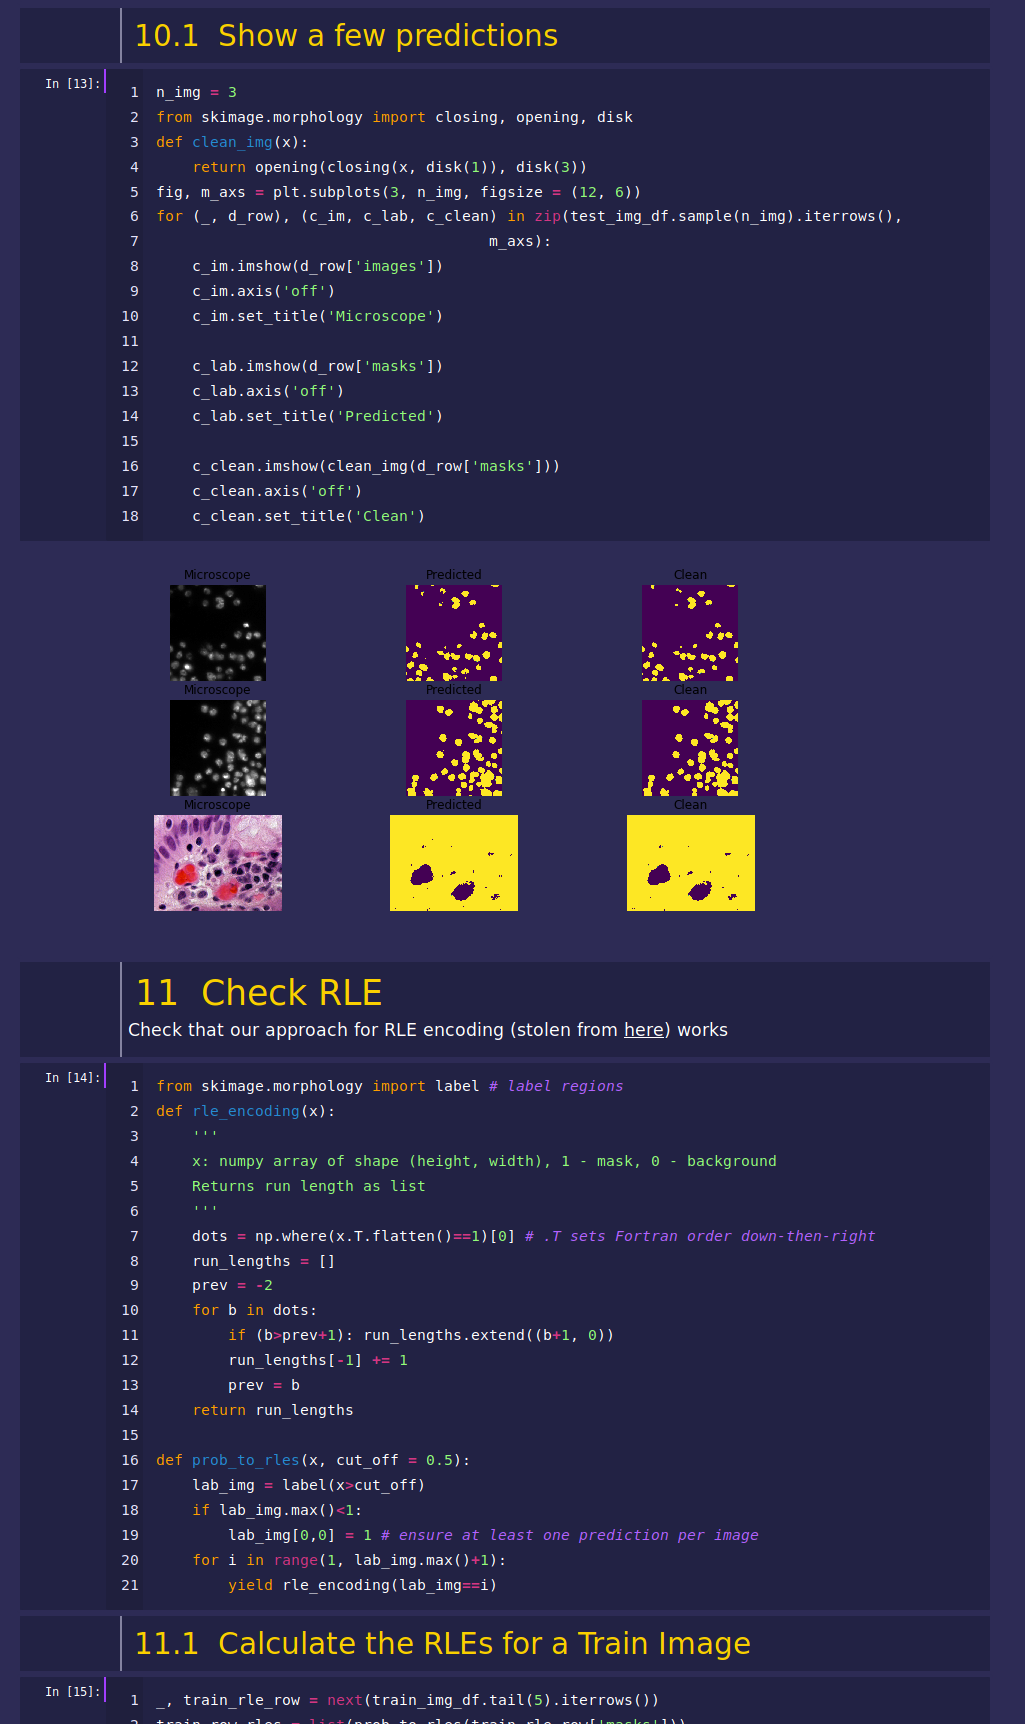 10.1 Show a few predictions
In [13]:
1 n_img = 3
2 from skimage.morphology import closing, opening, disk
3 def clean_img(x):
4     return opening(closing(x, disk(1)), disk(3))
5 fig, m_axs = plt.subplots(3, n_img, figsize = (12, 6))
6 for (_, d_row), (c_im, c_lab, c_clean) in zip(test_img_df.sample(n_img).iterrows(),
7                                      m_axs):
8     c_im.imshow(d_row['images'])
9     c_im.axis('off')
10     c_im.set_title('Microscope')
11
12     c_lab.imshow(d_row['masks'])
13     c_lab.axis('off')
14     c_lab.set_title('Predicted')
15
16     c_clean.imshow(clean_img(d_row['masks']))
17     c_clean.axis('off')
18     c_clean.set_title('Clean')
Microscope Predicted Clean
Microscope Predicted Clean
Microscope Predicted Clean
11 Check RLE
Check that our approach for RLE encoding (stolen from here) works
In [14]:
1 from skimage.morphology import label # label regions
2 def rle_encoding(x):
3     '''
4     x: numpy array of shape (height, width), 1 - mask, 0 - background
5     Returns run length as list
6     '''
7     dots = np.where(x.T.flatten()==1)[0] # .T sets Fortran order down-then-right
8     run_lengths = []
9     prev = -2
10     for b in dots:
11         if (b>prev+1): run_lengths.extend((b+1, 0))
12         run_lengths[-1] += 1
13         prev = b
14     return run_lengths
15
16 def prob_to_rles(x, cut_off = 0.5):
17     lab_img = label(x>cut_off)
18     if lab_img.max()<1:
19         lab_img[0,0] = 1 # ensure at least one prediction per image
20     for i in range(1, lab_img.max()+1):
21         yield rle_encoding(lab_img==i)
11.1 Calculate the RLEs for a Train Image
In [15]:
1 _, train_rle_row = next(train_img_df.tail(5).iterrows())
2 train_row_rles = list(prob_to_rles(train_rle_row['masks']))